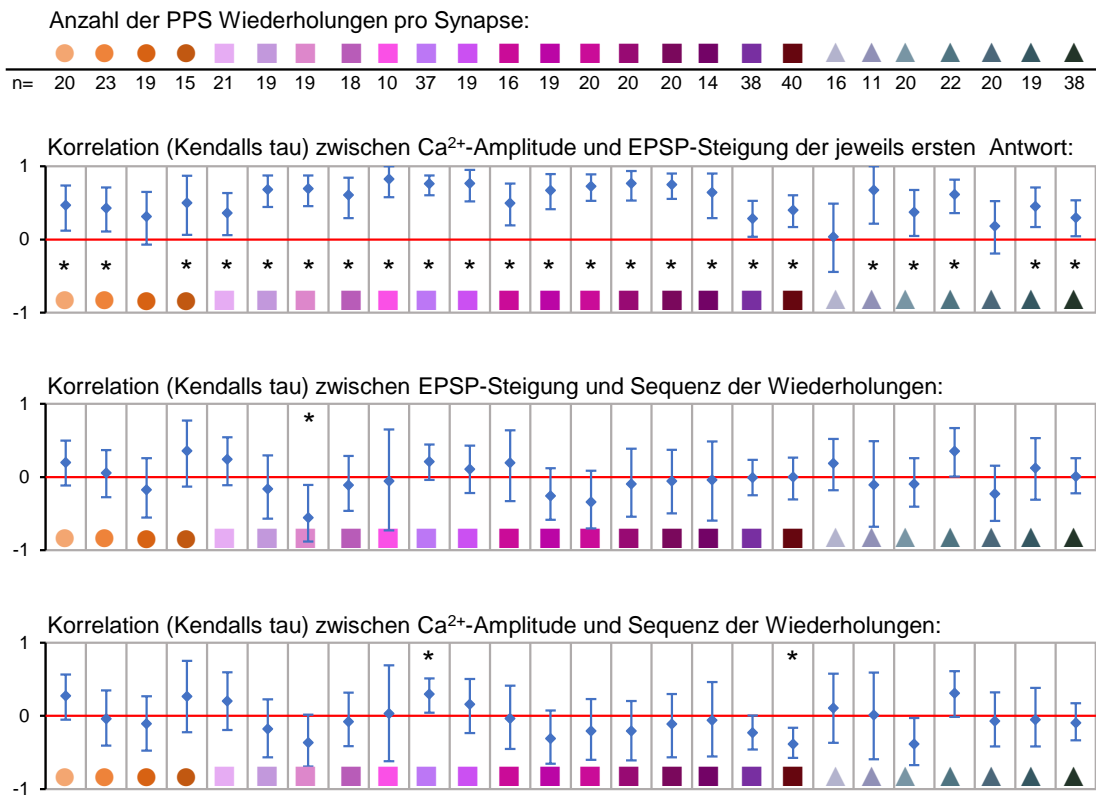 Anzahl der PPS Wiederholungen pro Synapse:
n= 20 23 19 15 21 19 19 18 10 37 19 16 19 20 20 20 14 38 40 16 11 20 22 20 19 38
Korrelation (Kendalls tau) zwischen Ca²⁺-Amplitude und EPSP-Steigung der jeweils ersten Antwort:
1
0
* * * * * * * * * * * * * * * * * * * * * * *
-1
Korrelation (Kendalls tau) zwischen EPSP-Steigung und Sequenz der Wiederholungen:
1
*
0
-1
Korrelation (Kendalls tau) zwischen Ca²⁺-Amplitude und Sequenz der Wiederholungen:
1
* *
0
-1